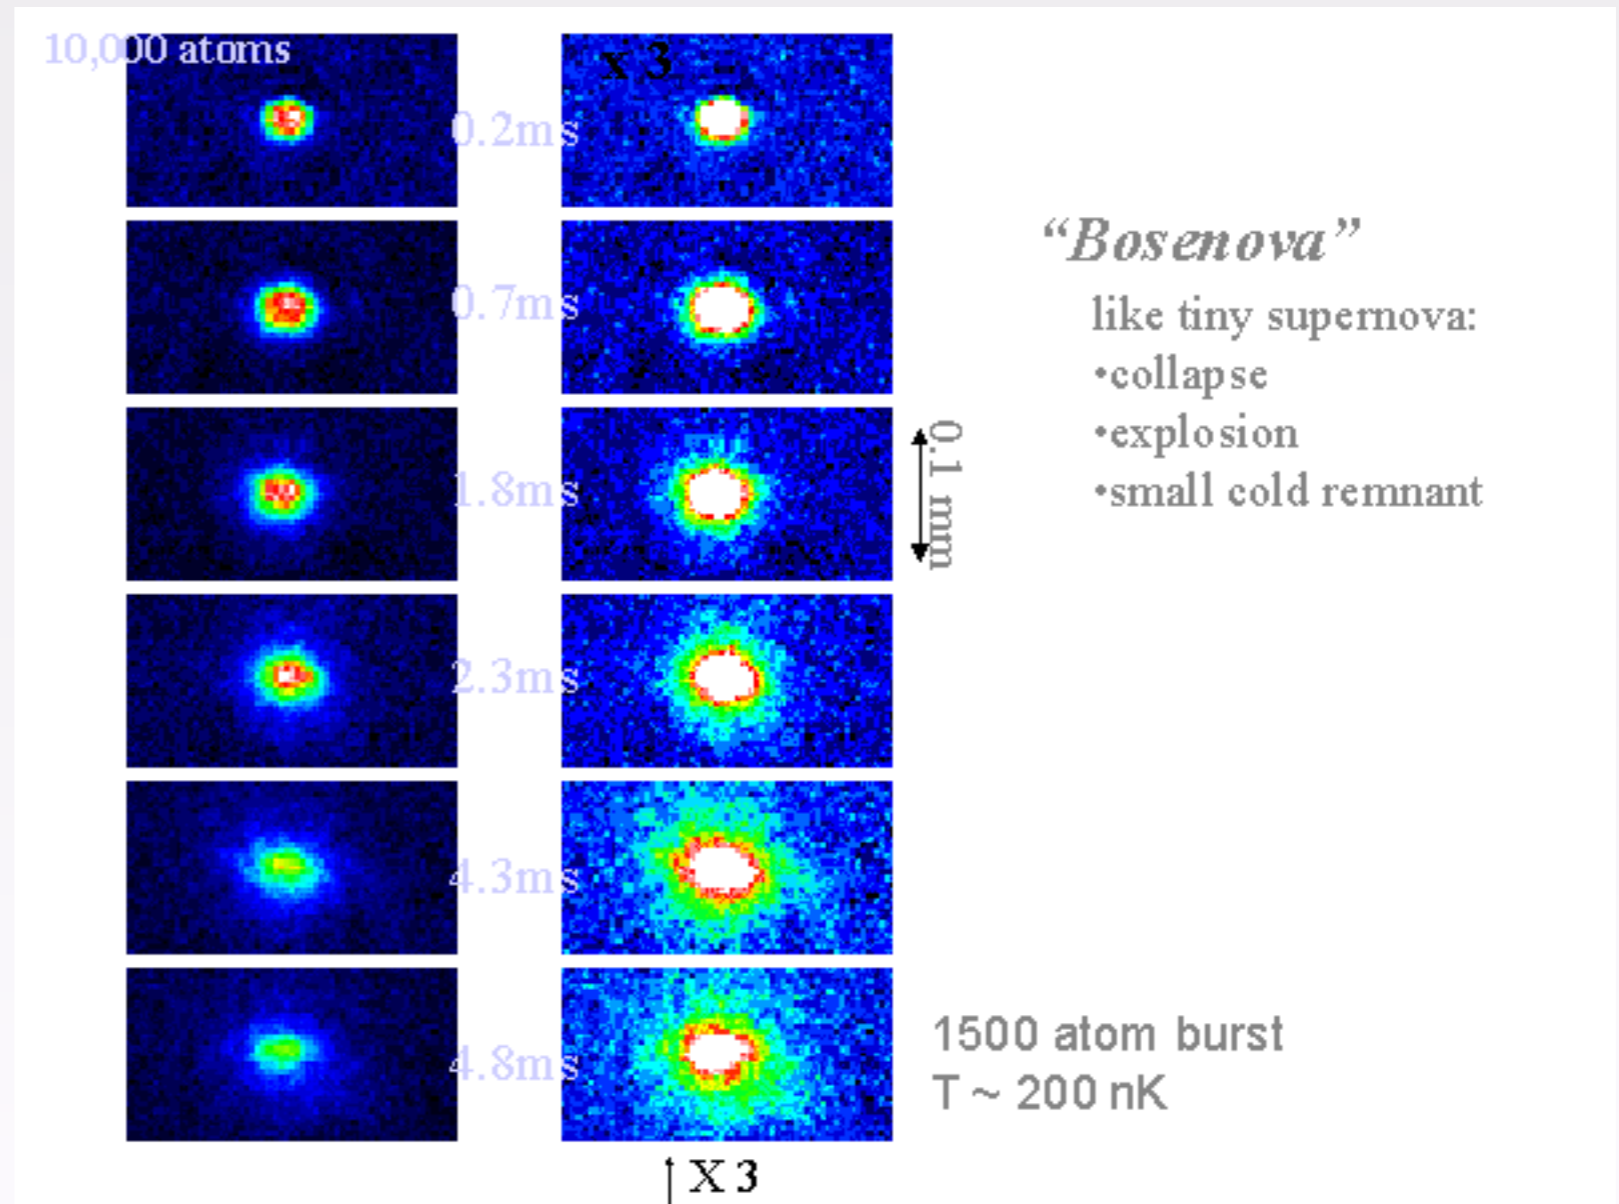 10,000 atoms
x 3
0.2ms
0.7ms
1.8ms
2.3ms
4.3ms
4.8ms
0.1 mm
“Bosenova”
like tiny supernova:
•collapse
•explosion
•small cold remnant
1500 atom burst
T ~ 200 nK
X 3